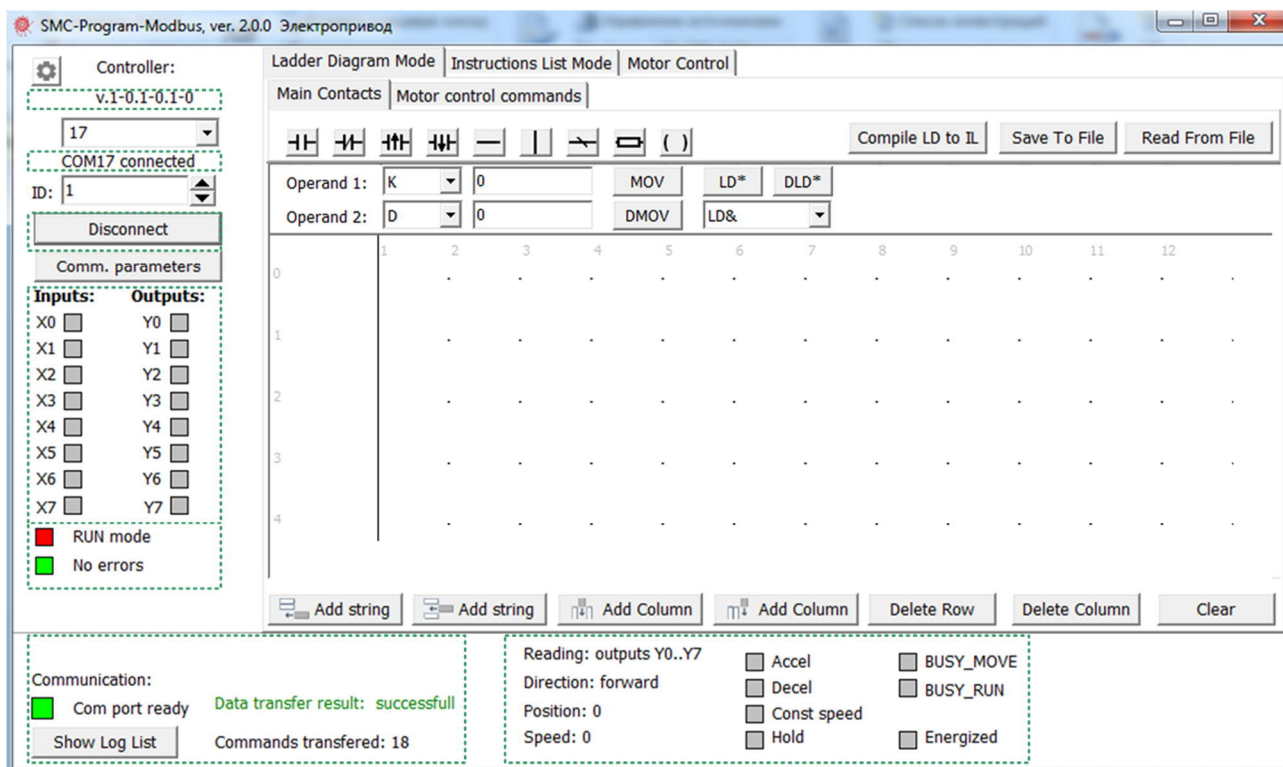 SMC-Program-Modbus, ver. 2.0.0 Электропривод
Controller:
v.1-0.1-0.1-0
17
COM17 connected
ID: 1
Disconnect
Comm. parameters
Inputs: Outputs:
X0 Y0
X1 Y1
X2 Y2
X3 Y3
X4 Y4
X5 Y5
X6 Y6
X7 Y7
RUN mode
No errors
Ladder Diagram Mode Instructions List Mode Motor Control
Main Contacts Motor control commands
Compile LD to IL Save To File Read From File
Operand 1: K 0 MOV LD* DLD*
Operand 2: D 0 DMOV LD&
1 2 3 4 5 6 7 8 9 10 11 12
0
1
2
3
4
Add string Add string Add Column Add Column Delete Row Delete Column Clear
Communication:
Com port ready Data transfer result: successfull
Show Log List Commands transfered: 18
Reading: outputs Y0..Y7
Direction: forward
Position: 0
Speed: 0
Accel BUSY_MOVE
Decel BUSY_RUN
Const speed
Hold Energized